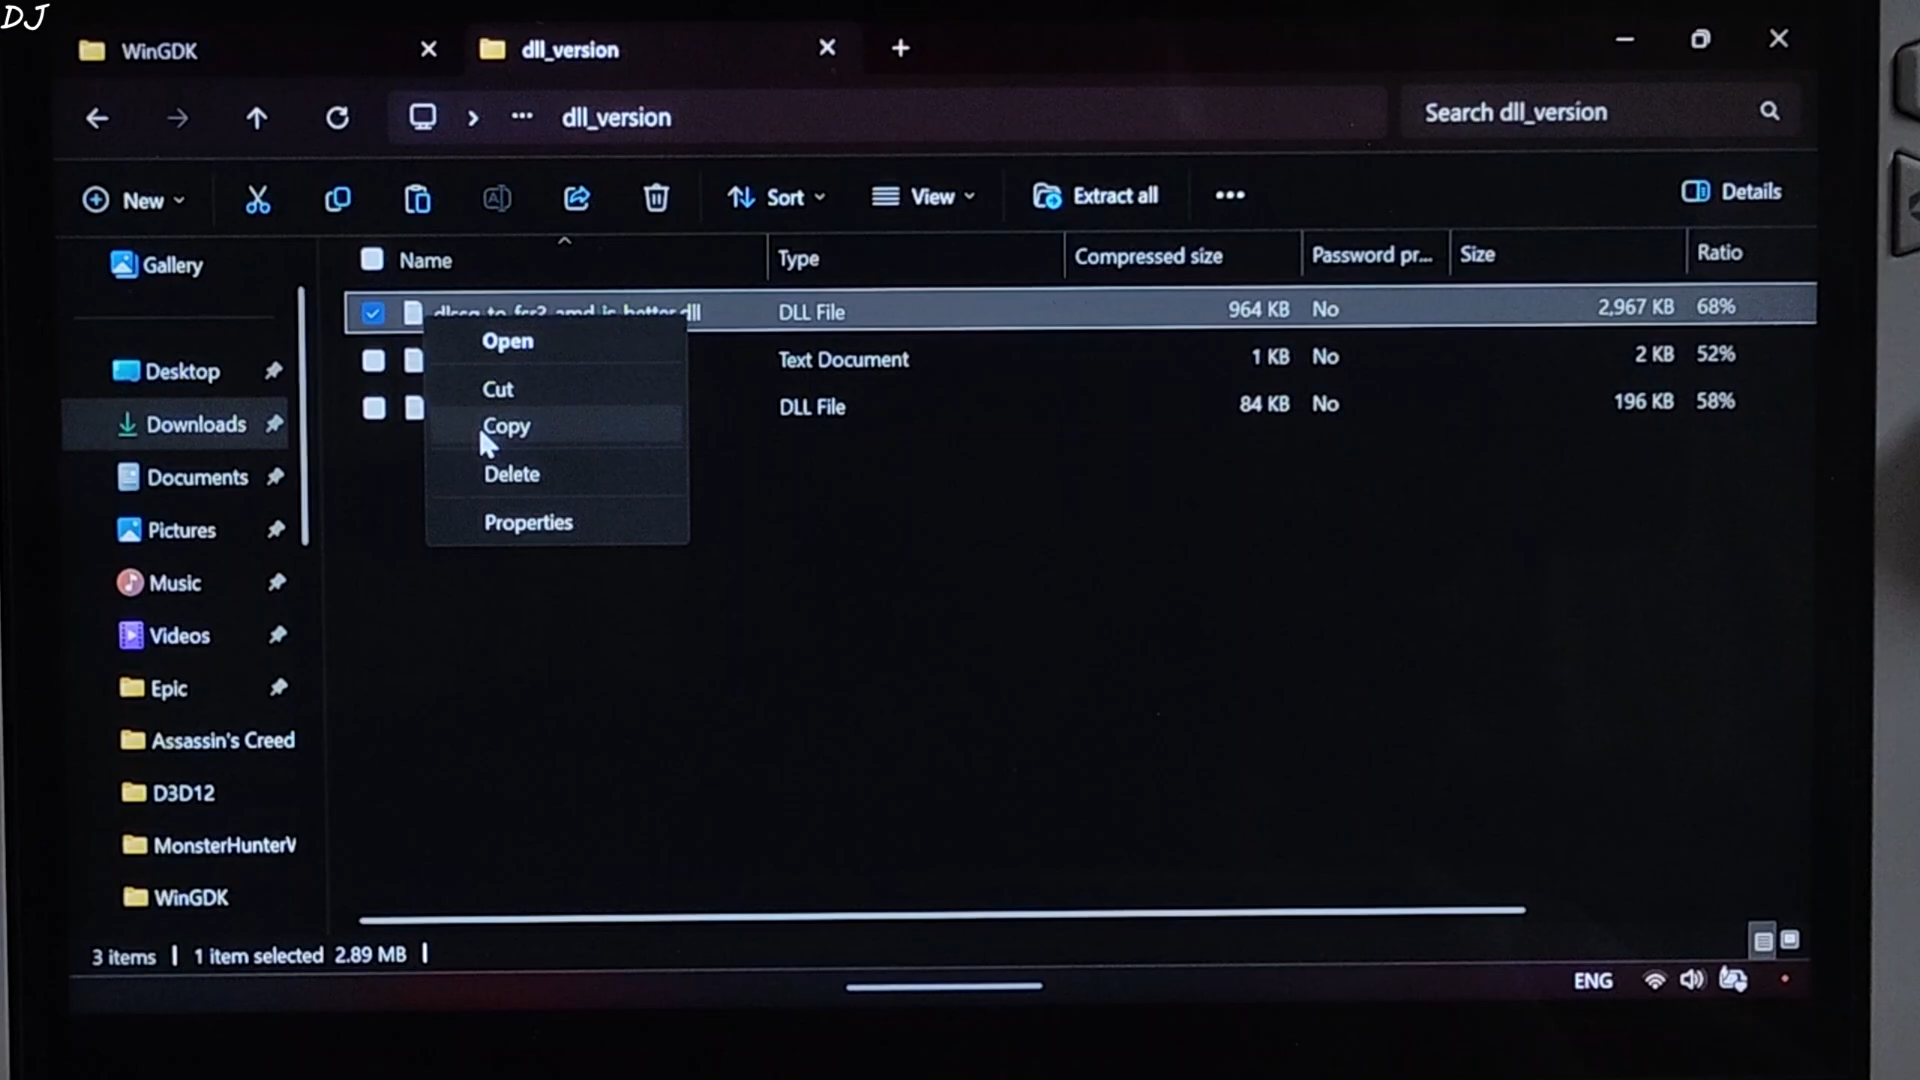 DJ
WinGDK
dll_version
dll_version
Search dll_version
New
Sort
View
Extract all
Details
Gallery
Name
Type
Compressed size
Password pr...
Size
Ratio
dlssg_to_fsr3_amd_is_better.dll
DLL File
964 KB
No
2,967 KB
68%
Open
Text Document
1 KB
No
2 KB
52%
Desktop
Cut
DLL File
84 KB
No
196 KB
58%
Downloads
Copy
Documents
Delete
Pictures
Properties
Music
Videos
Epic
Assassin's Creed
D3D12
MonsterHunterV
WinGDK
3 items
1 item selected 2.89 MB
ENG